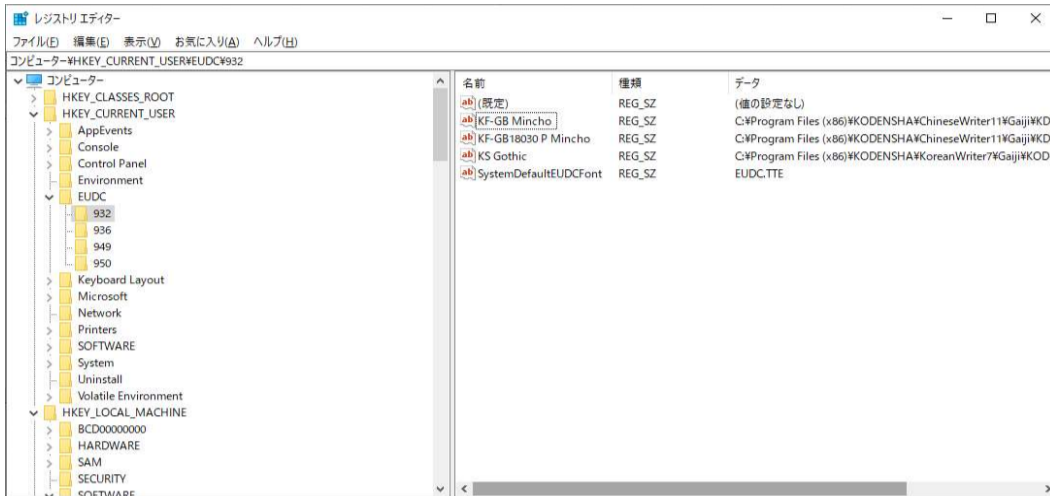 レジストリ エディター
ファイル(F) 編集(E) 表示(V) お気に入り(A) ヘルプ(H)
コンピューター¥HKEY_CURRENT_USER¥EUDC¥932
コンピューター
HKEY_CLASSES_ROOT
HKEY_CURRENT_USER
AppEvents
Console
Control Panel
Environment
EUDC
932
936
949
950
Keyboard Layout
Microsoft
Network
Printers
SOFTWARE
System
Uninstall
Volatile Environment
HKEY_LOCAL_MACHINE
BCD00000000
HARDWARE
SAM
SECURITY
SOFTWARE
名前 種類 データ
(既定) REG_SZ (値の設定なし)
KF-GB Mincho REG_SZ C:¥Program Files (x86)¥KODENSHA¥ChineseWriter11¥Gaiji¥KD
KF-GB18030 P Mincho REG_SZ C:¥Program Files (x86)¥KODENSHA¥ChineseWriter11¥Gaiji¥KD
KS Gothic REG_SZ C:¥Program Files (x86)¥KODENSHA¥KoreanWriter7¥Gaiji¥KOD
SystemDefaultEUDCFont REG_SZ EUDC.TTE